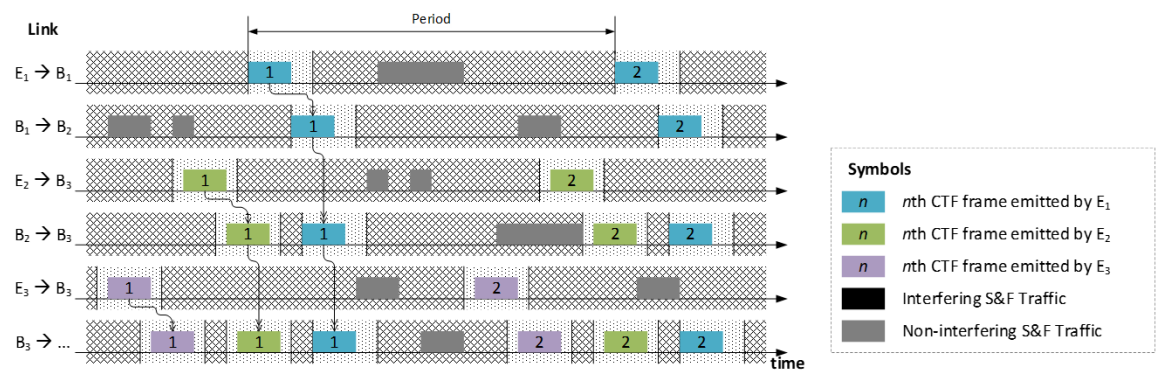 Period
Link
E1 → B1
1
2
B1 → B2
1
2
E2 → B3
1
2
B2 → B3
1
1
2
2
E3 → B3
1
2
B3 → ...
1
1
1
2
2
2
time
Symbols
n nth CTF frame emitted by E1
n nth CTF frame emitted by E2
n nth CTF frame emitted by E3
Interfering S&F Traffic
Non-interfering S&F Traffic